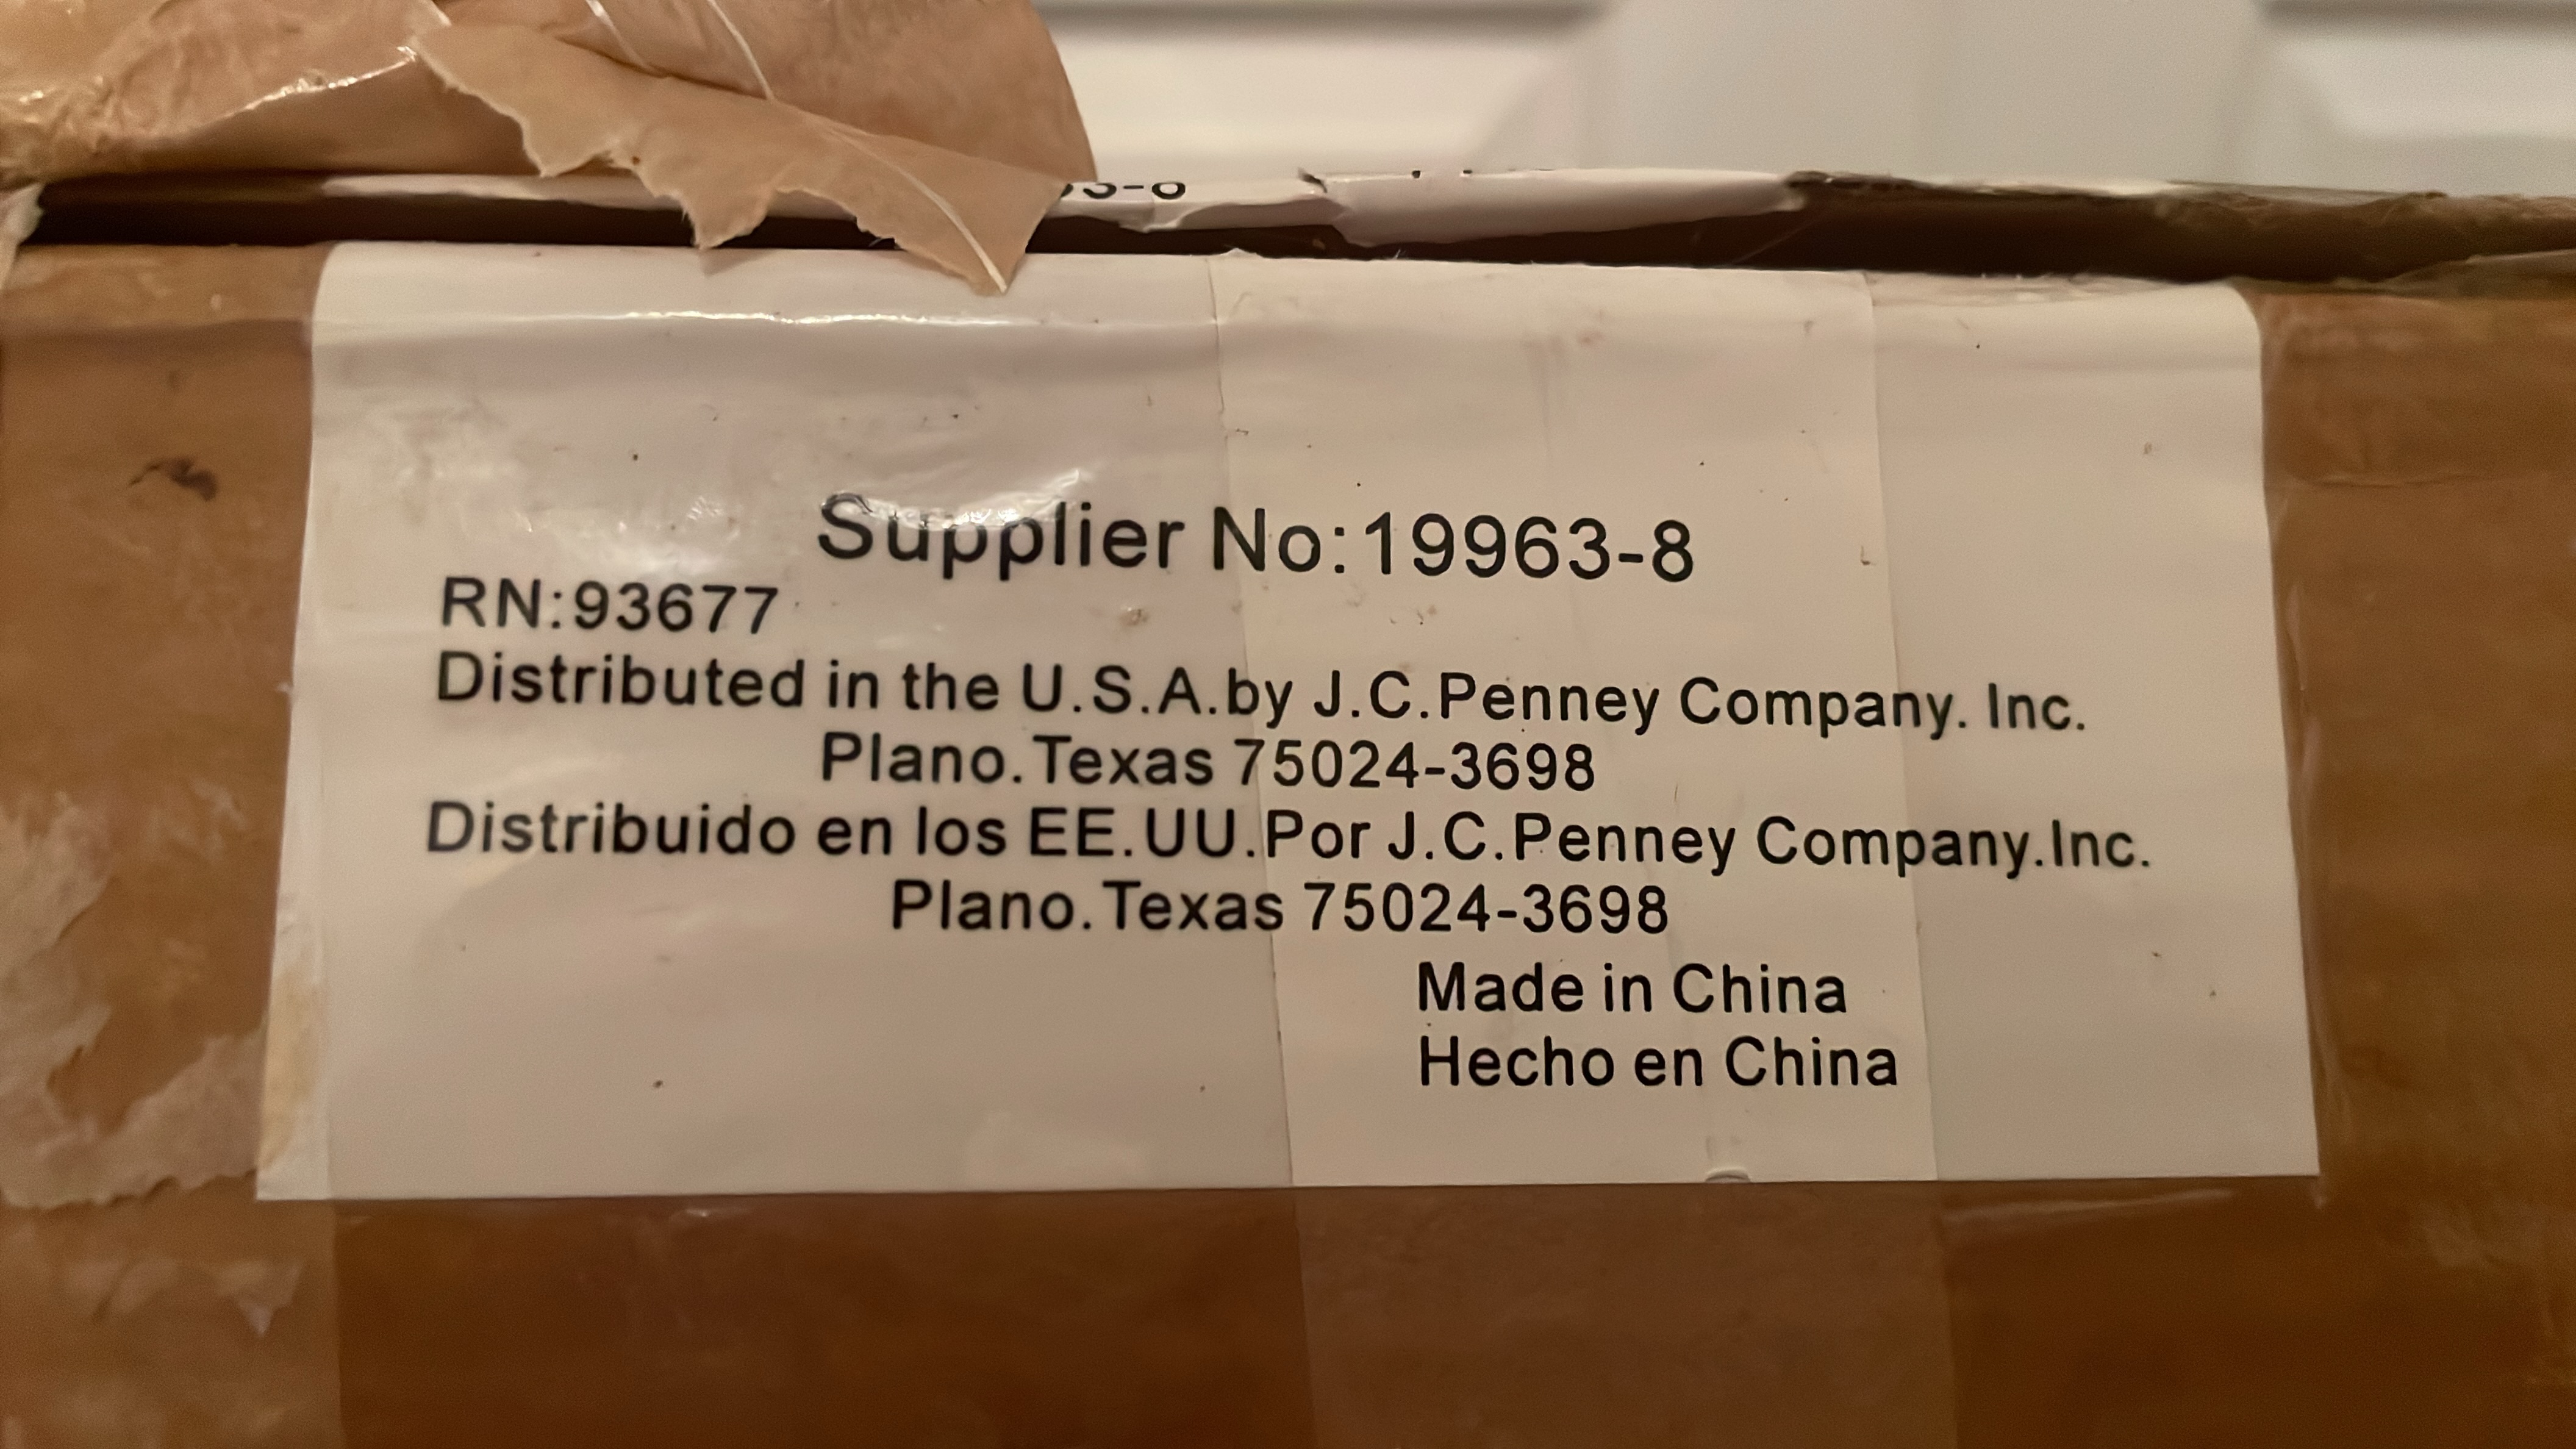 Supplier No:19963-8
RN:93677
Distributed in the U.S.A.by J.C.Penney Company. Inc.
Plano.Texas 75024-3698
Distribuido en los EE.UU.Por J.C.Penney Company.Inc.
Plano.Texas 75024-3698
Made in China
Hecho en China